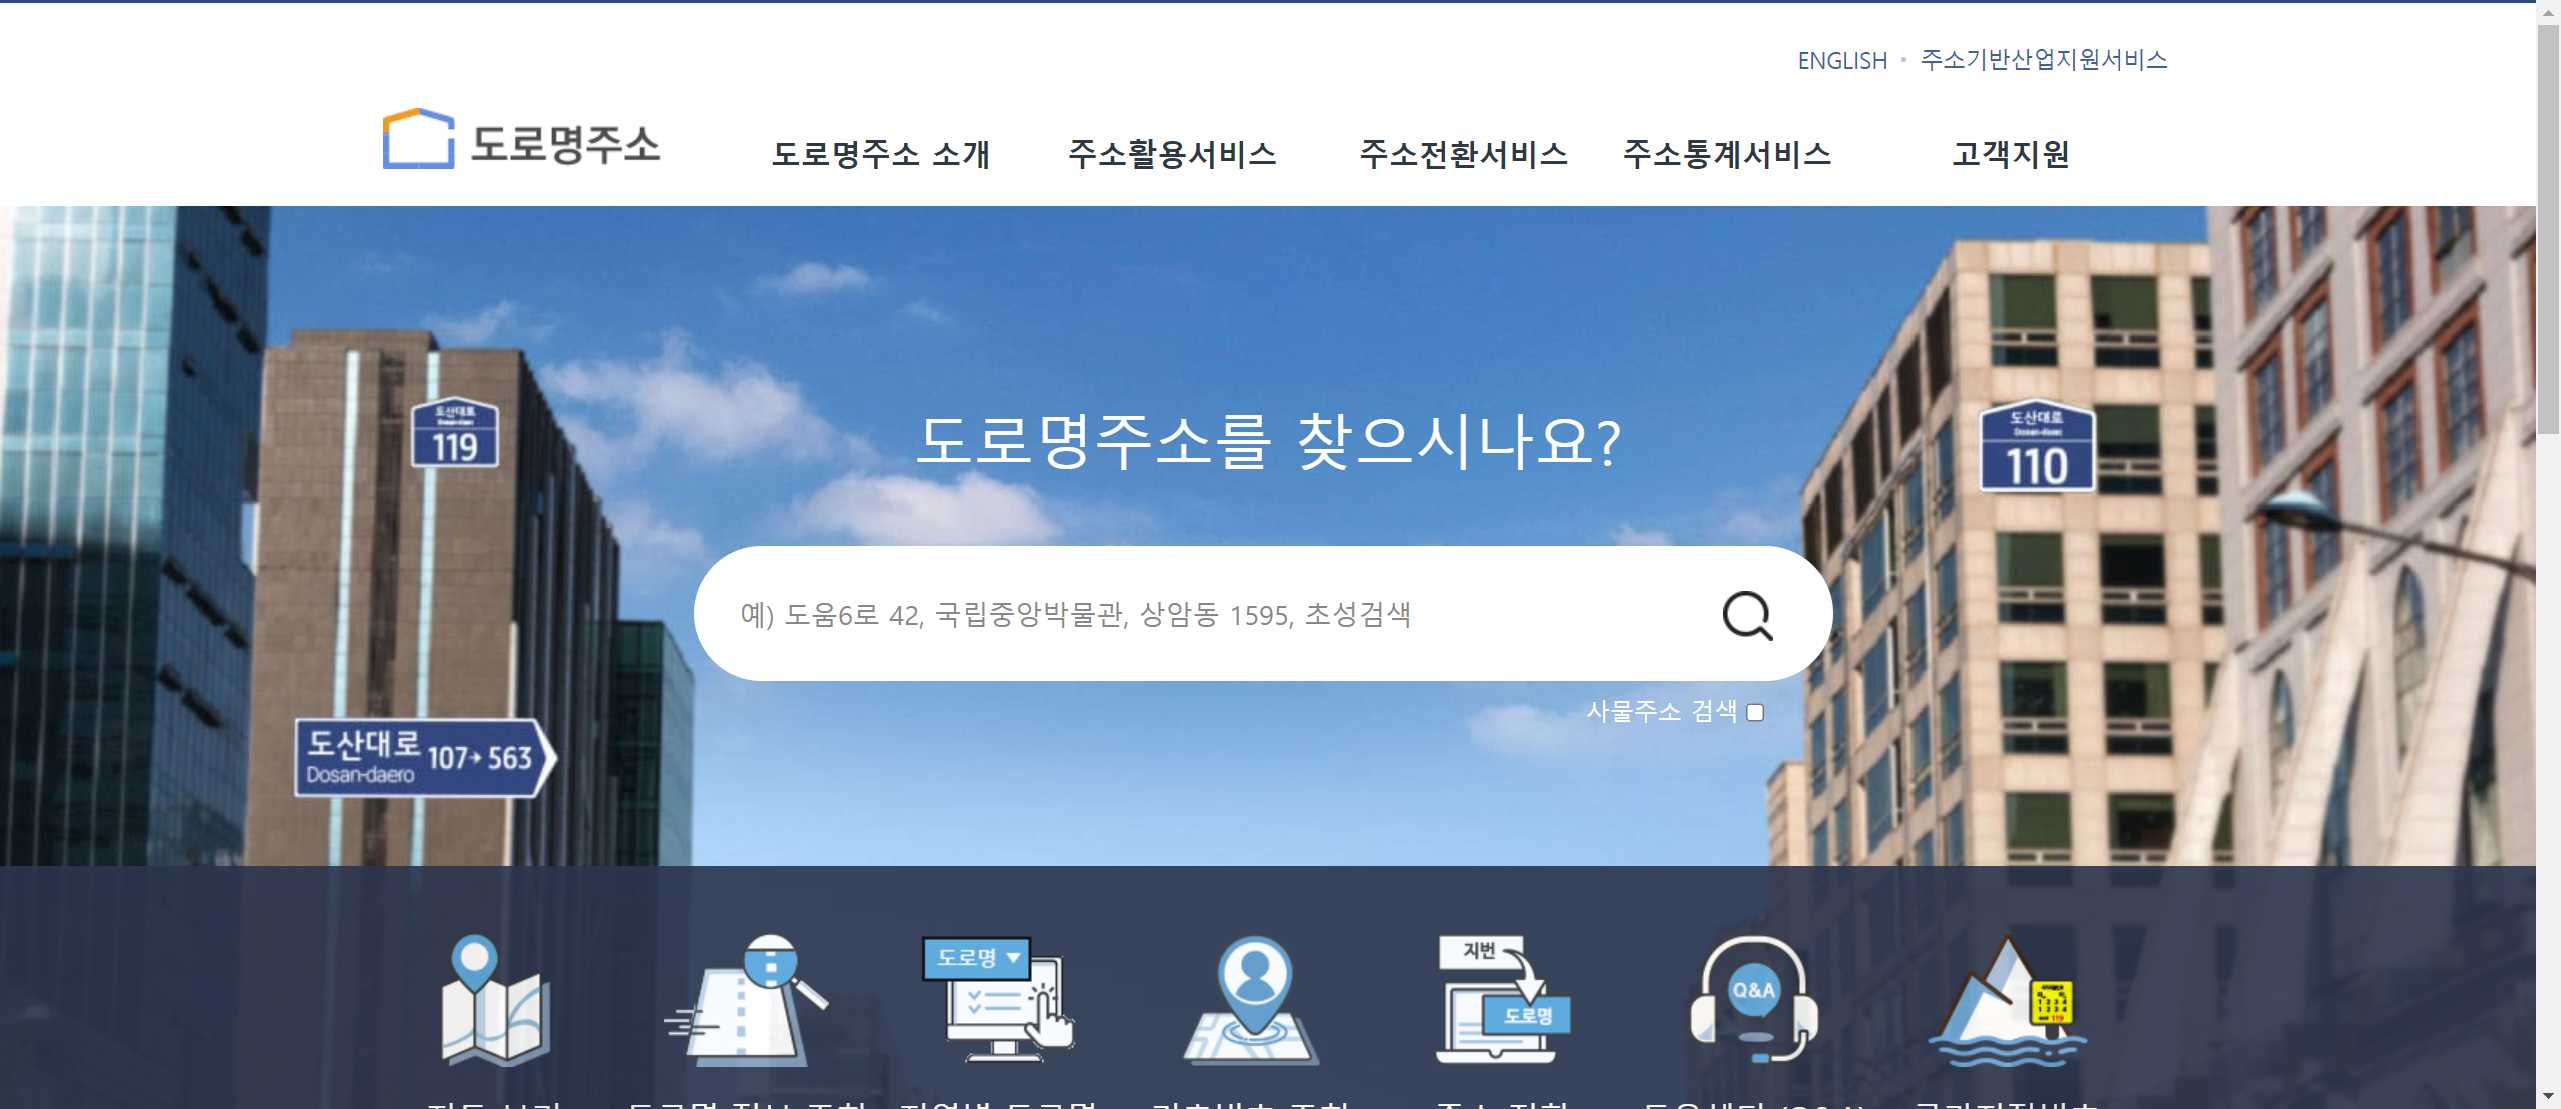 ENGLISH • 주소기반산업지원서비스
도로명주소
도로명주소 소개 주소활용서비스 주소전환서비스 주소통계서비스 고객지원
도로명주소를 찾으시나요?
도산대로
119
도산대로
110
예) 도움6로 42, 국립중앙박물관, 상암동 1595, 초성검색
사물주소 검색
도산대로 107→563
Dosan-daero
도로명
지번
도로명
Q&A